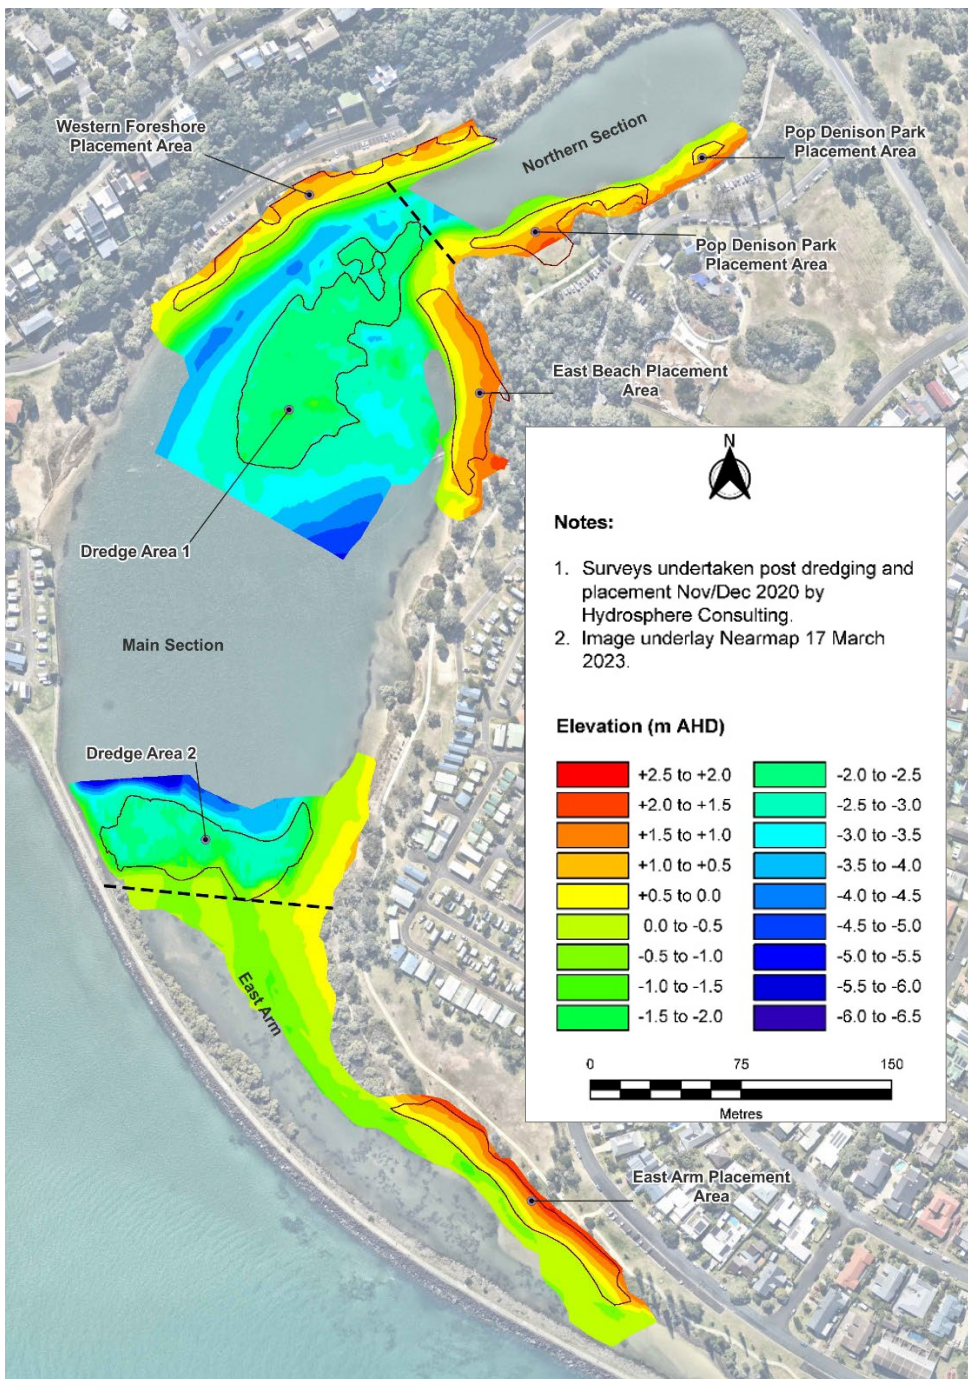 Western Foreshore
Placement Area
Northern Section
Pop Denison Park
Placement Area
Pop Denison Park
Placement Area
East Beach Placement
Area
Dredge Area 1
Main Section
Dredge Area 2
East Arm
East Arm Placement
Area
N
Notes:
1. Surveys undertaken post dredging and
placement Nov/Dec 2020 by
Hydrosphere Consulting.
2. Image underlay Nearmap 17 March
2023.
Elevation (m AHD)
+2.5 to +2.0
+2.0 to +1.5
+1.5 to +1.0
+1.0 to +0.5
+0.5 to 0.0
0.0 to -0.5
-0.5 to -1.0
-1.0 to -1.5
-1.5 to -2.0
-2.0 to -2.5
-2.5 to -3.0
-3.0 to -3.5
-3.5 to -4.0
-4.0 to -4.5
-4.5 to -5.0
-5.0 to -5.5
-5.5 to -6.0
-6.0 to -6.5
0 75 150
Metres